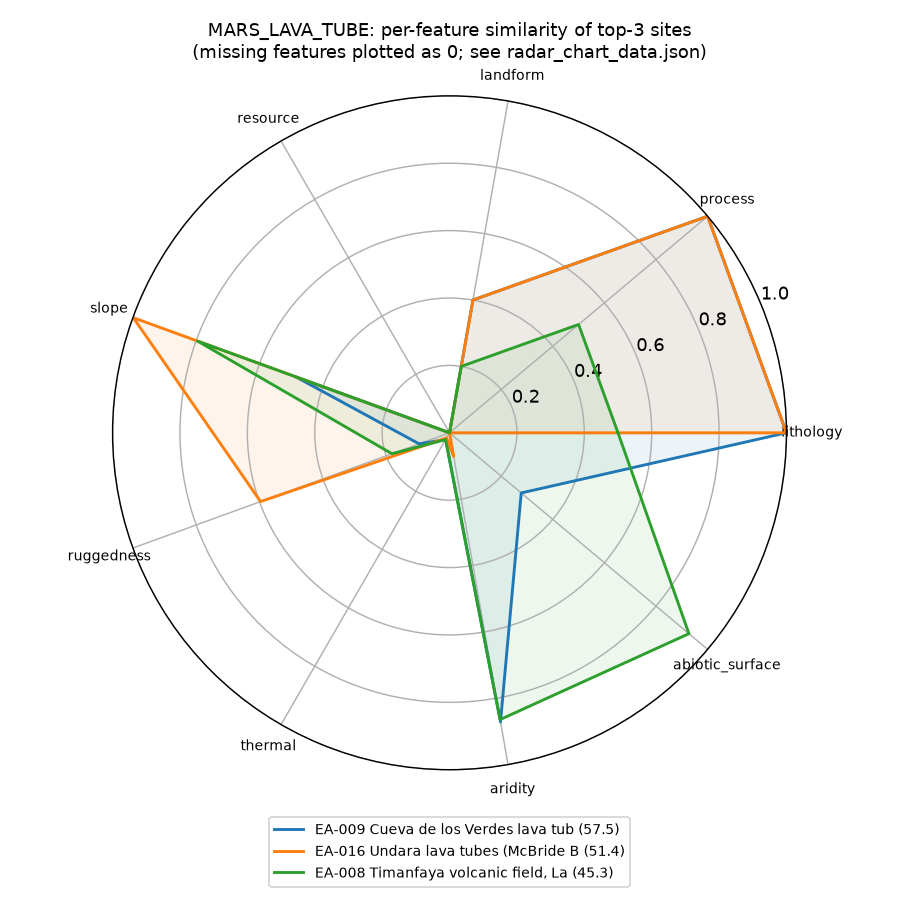 MARS_LAVA_TUBE: per-feature similarity of top-3 sites
(missing features plotted as 0; see radar_chart_data.json)
landform
resource
process
slope
1.0
0.8
0.6
0.4
0.2
lithology
ruggedness
abiotic_surface
thermal
aridity
EA-009 Cueva de los Verdes lava tub (57.5)
EA-016 Undara lava tubes (McBride B (51.4)
EA-008 Timanfaya volcanic field, La (45.3)